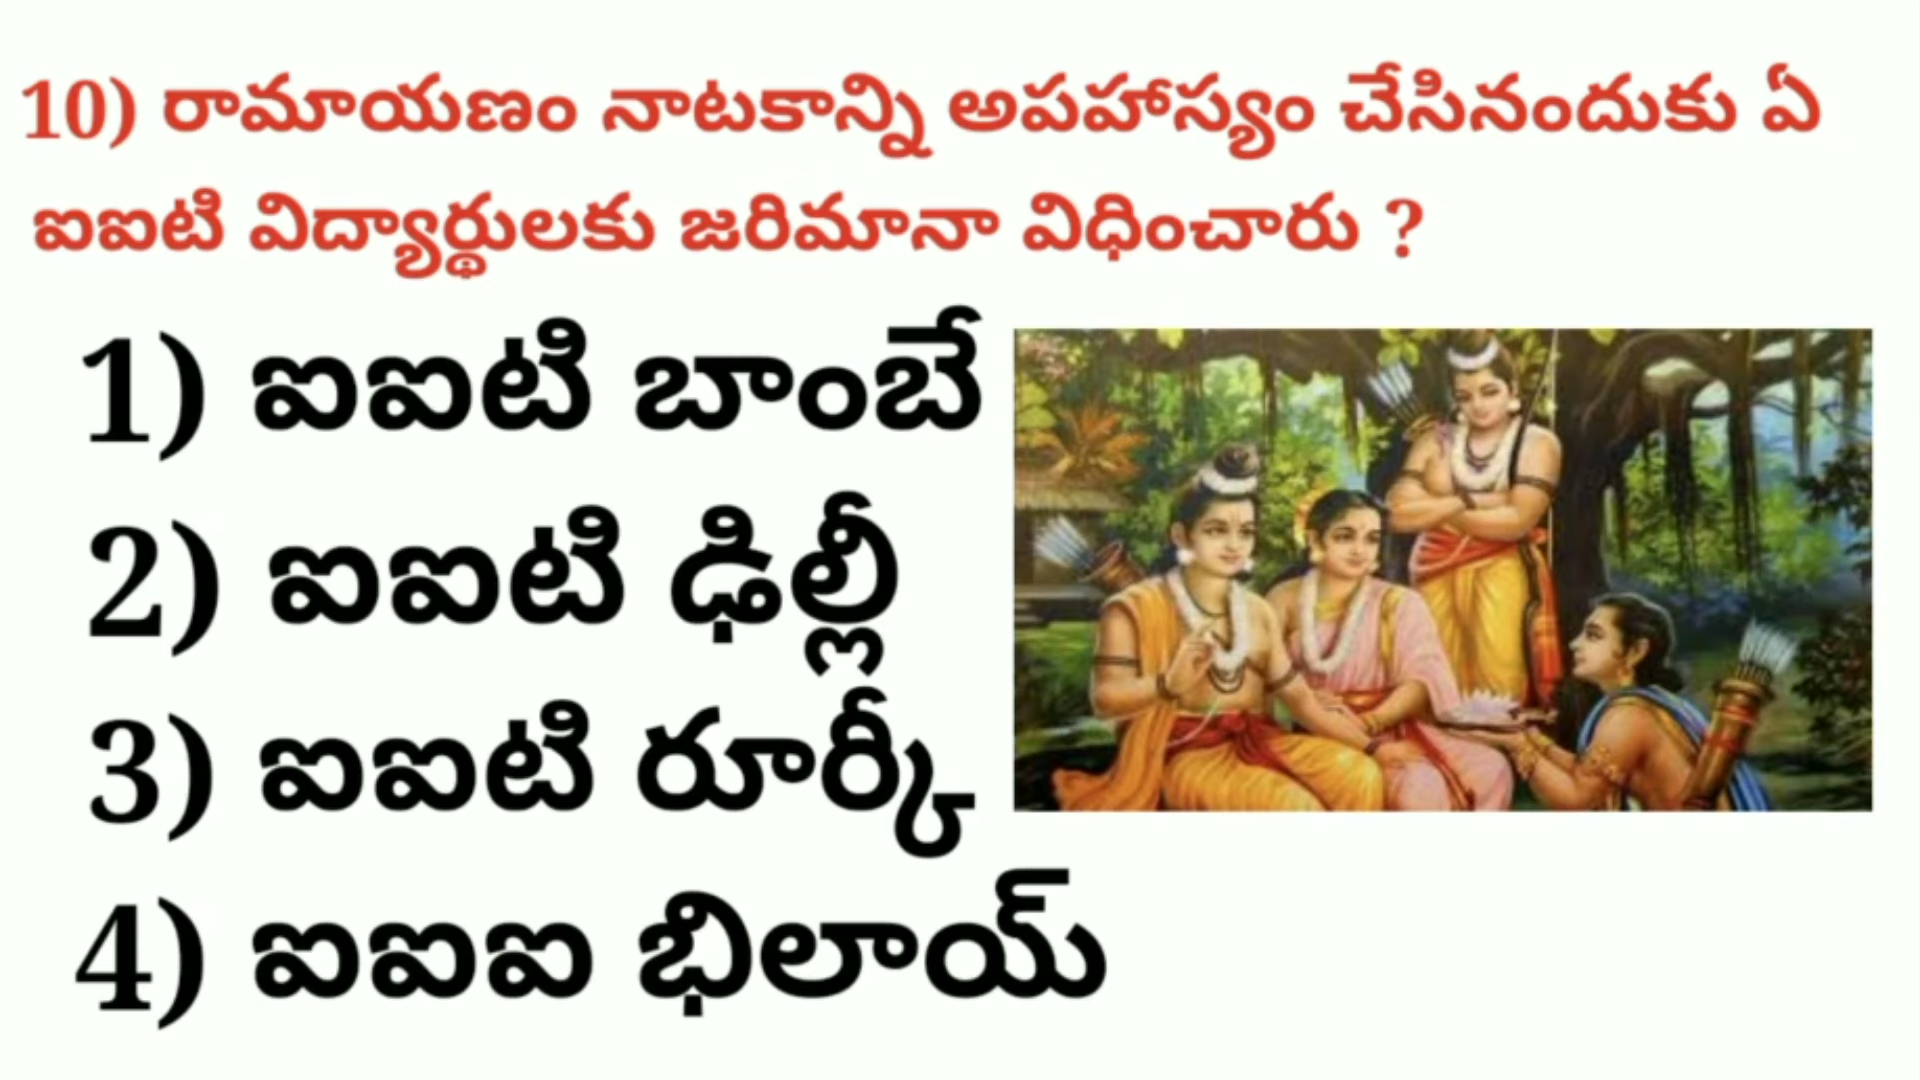 10) రామాయణం నాటకాన్ని అపహాస్యం చేసినందుకు ఏ
ఐఐటి విద్యార్థులకు జరిమానా విధించారు ?
1) ఐఐటి బాంబే
2) ఐఐటి ఢిల్లీ
3) ఐఐటి రూర్కీ
4) ఐఐఐ భిలాయ్